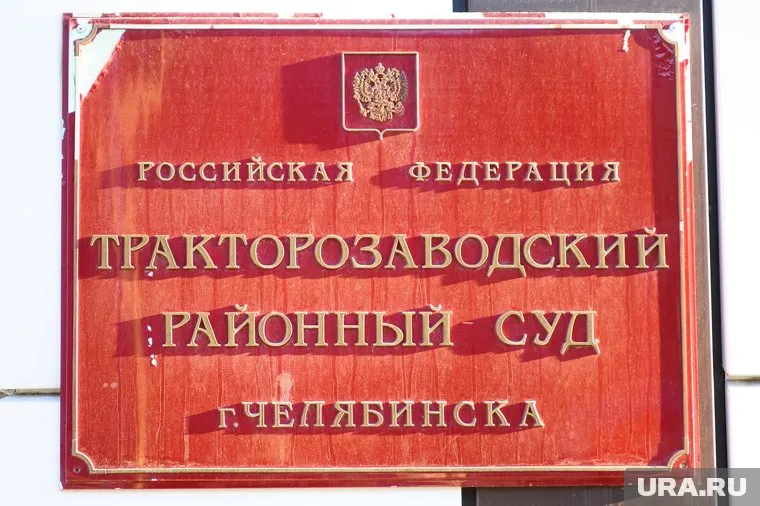 РОССИЙСКАЯ ФЕДЕРАЦИЯ
ТРАКТОРОЗАВОДСКИЙ
РАЙОННЫЙ СУД
г. ЧЕЛЯБИНСКА
URA.RU